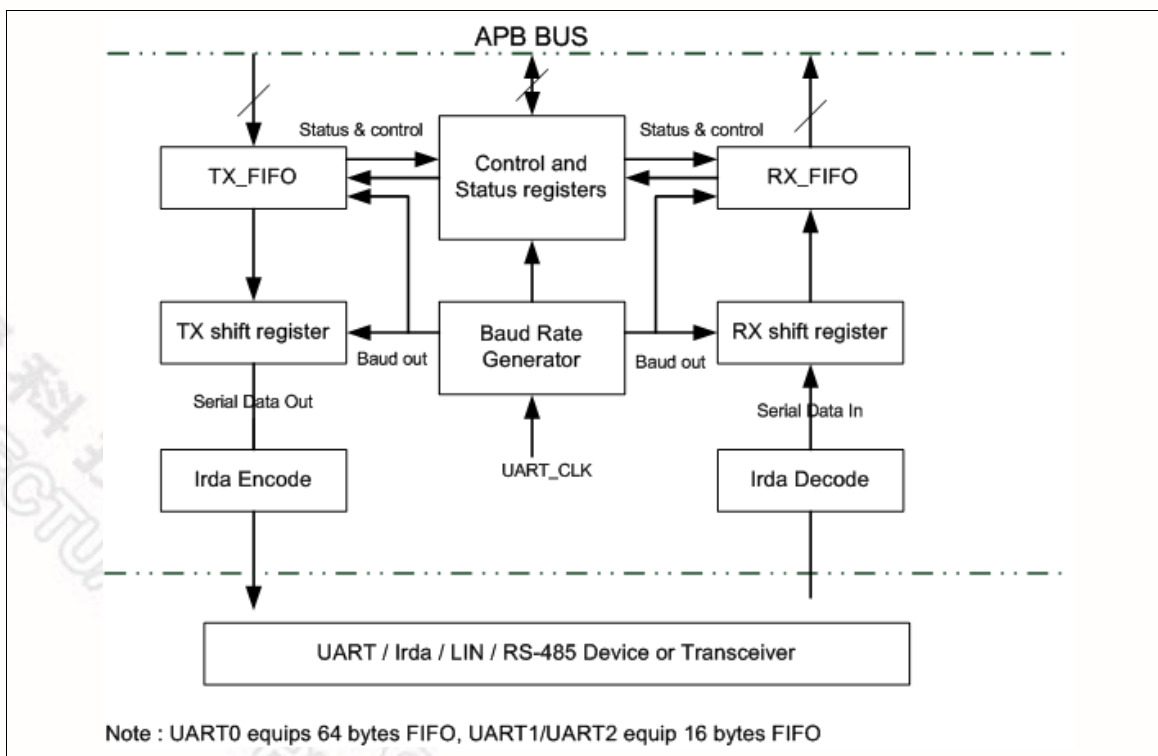 APB BUS
Status & control
Status & control
TX_FIFO
Control and
Status registers
RX_FIFO
TX shift register
Baud Rate
Generator
RX shift register
Baud out
Baud out
Serial Data Out
Serial Data In
Irda Encode
UART_CLK
Irda Decode
UART / Irda / LIN / RS-485 Device or Transceiver
Note : UART0 equips 64 bytes FIFO, UART1/UART2 equip 16 bytes FIFO
科